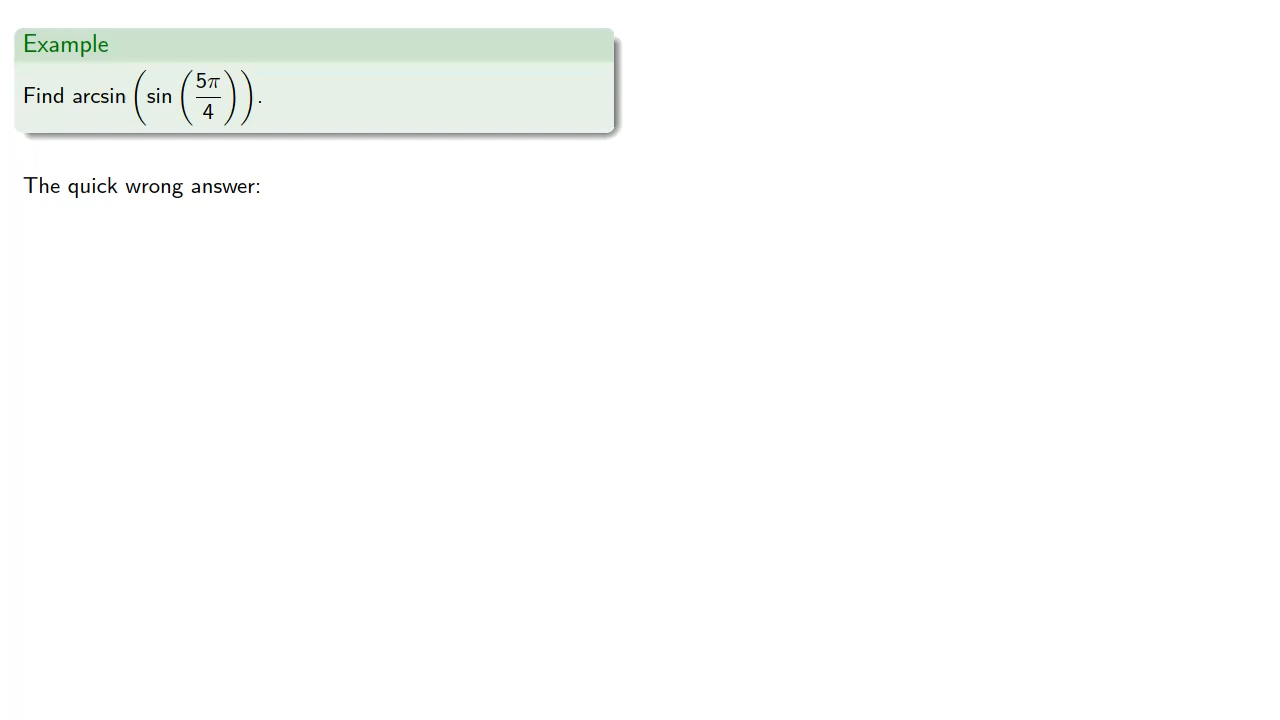 Example
Find arcsin (sin (5π/4)).
The quick wrong answer: